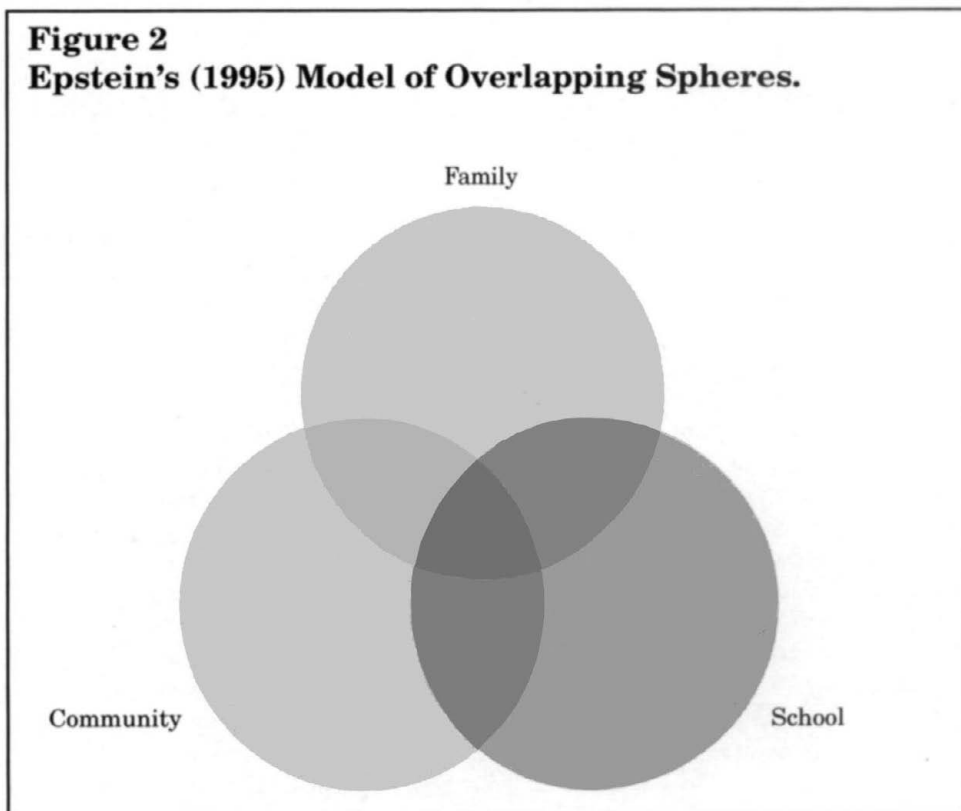 Figure 2
Epstein's (1995) Model of Overlapping Spheres.
Family
Community
School